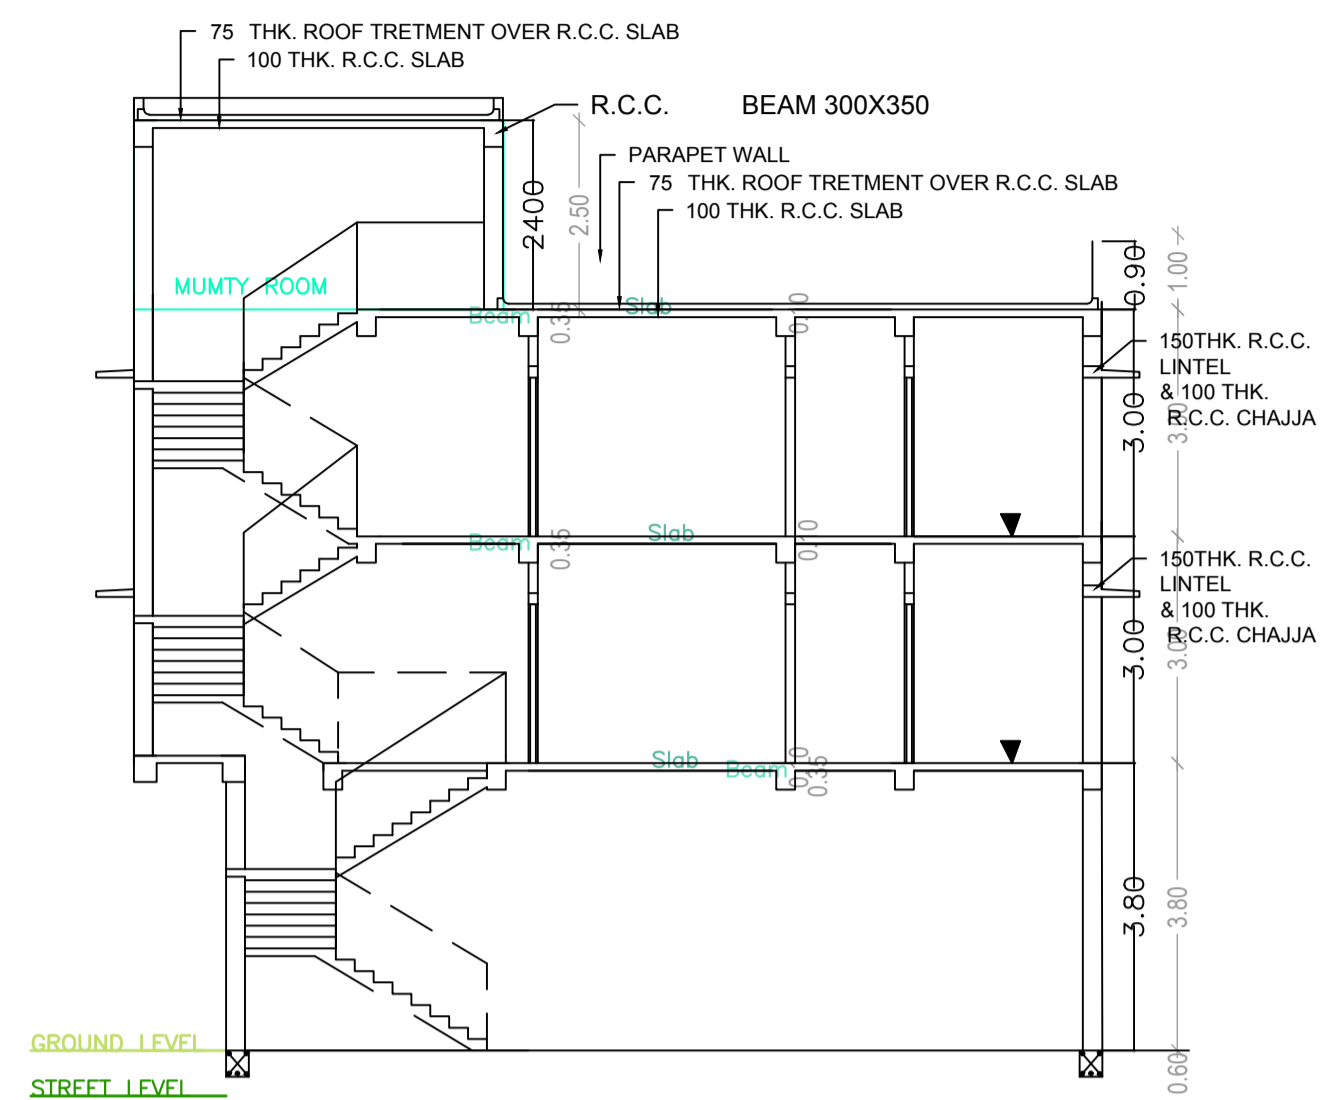 75 THK. ROOF TRETMENT OVER R.C.C. SLAB
100 THK. R.C.C. SLAB
R.C.C. BEAM 300X350
PARAPET WALL
75 THK. ROOF TRETMENT OVER R.C.C. SLAB
100 THK. R.C.C. SLAB
2400
2.50
0.90
1.00
MUMTY ROOM
Beam
0.35
Slab
0.10
150THK. R.C.C.
LINTEL
& 100 THK.
R.C.C. CHAJJA
3.00
3.00
Beam
0.35
Slab
0.10
150THK. R.C.C.
LINTEL
& 100 THK.
R.C.C. CHAJJA
3.00
3.00
Slab
Beam
0.10
0.35
3.80
3.80
GROUND LEVEL
STREET LEVEL
0.60